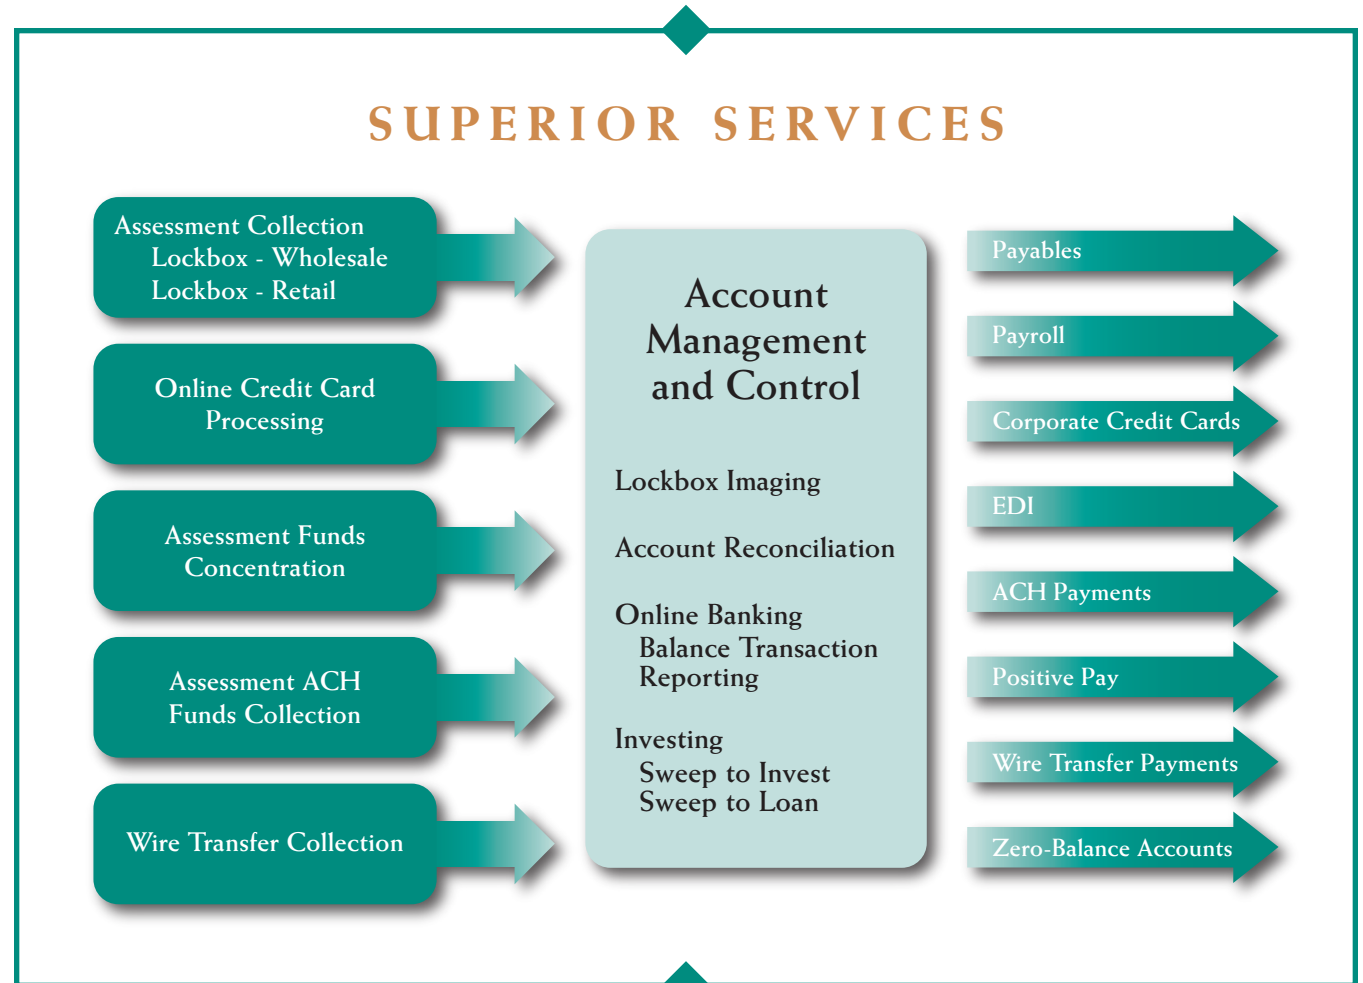 SUPERIOR SERVICES
Assessment Collection
Lockbox - Wholesale
Lockbox - Retail
Online Credit Card
Processing
Assessment Funds
Concentration
Assessment ACH
Funds Collection
Wire Transfer Collection
Account
Management
and Control
Lockbox Imaging
Account Reconciliation
Online Banking
Balance Transaction
Reporting
Investing
Sweep to Invest
Sweep to Loan
Payables
Payroll
Corporate Credit Cards
EDI
ACH Payments
Positive Pay
Wire Transfer Payments
Zero-Balance Accounts